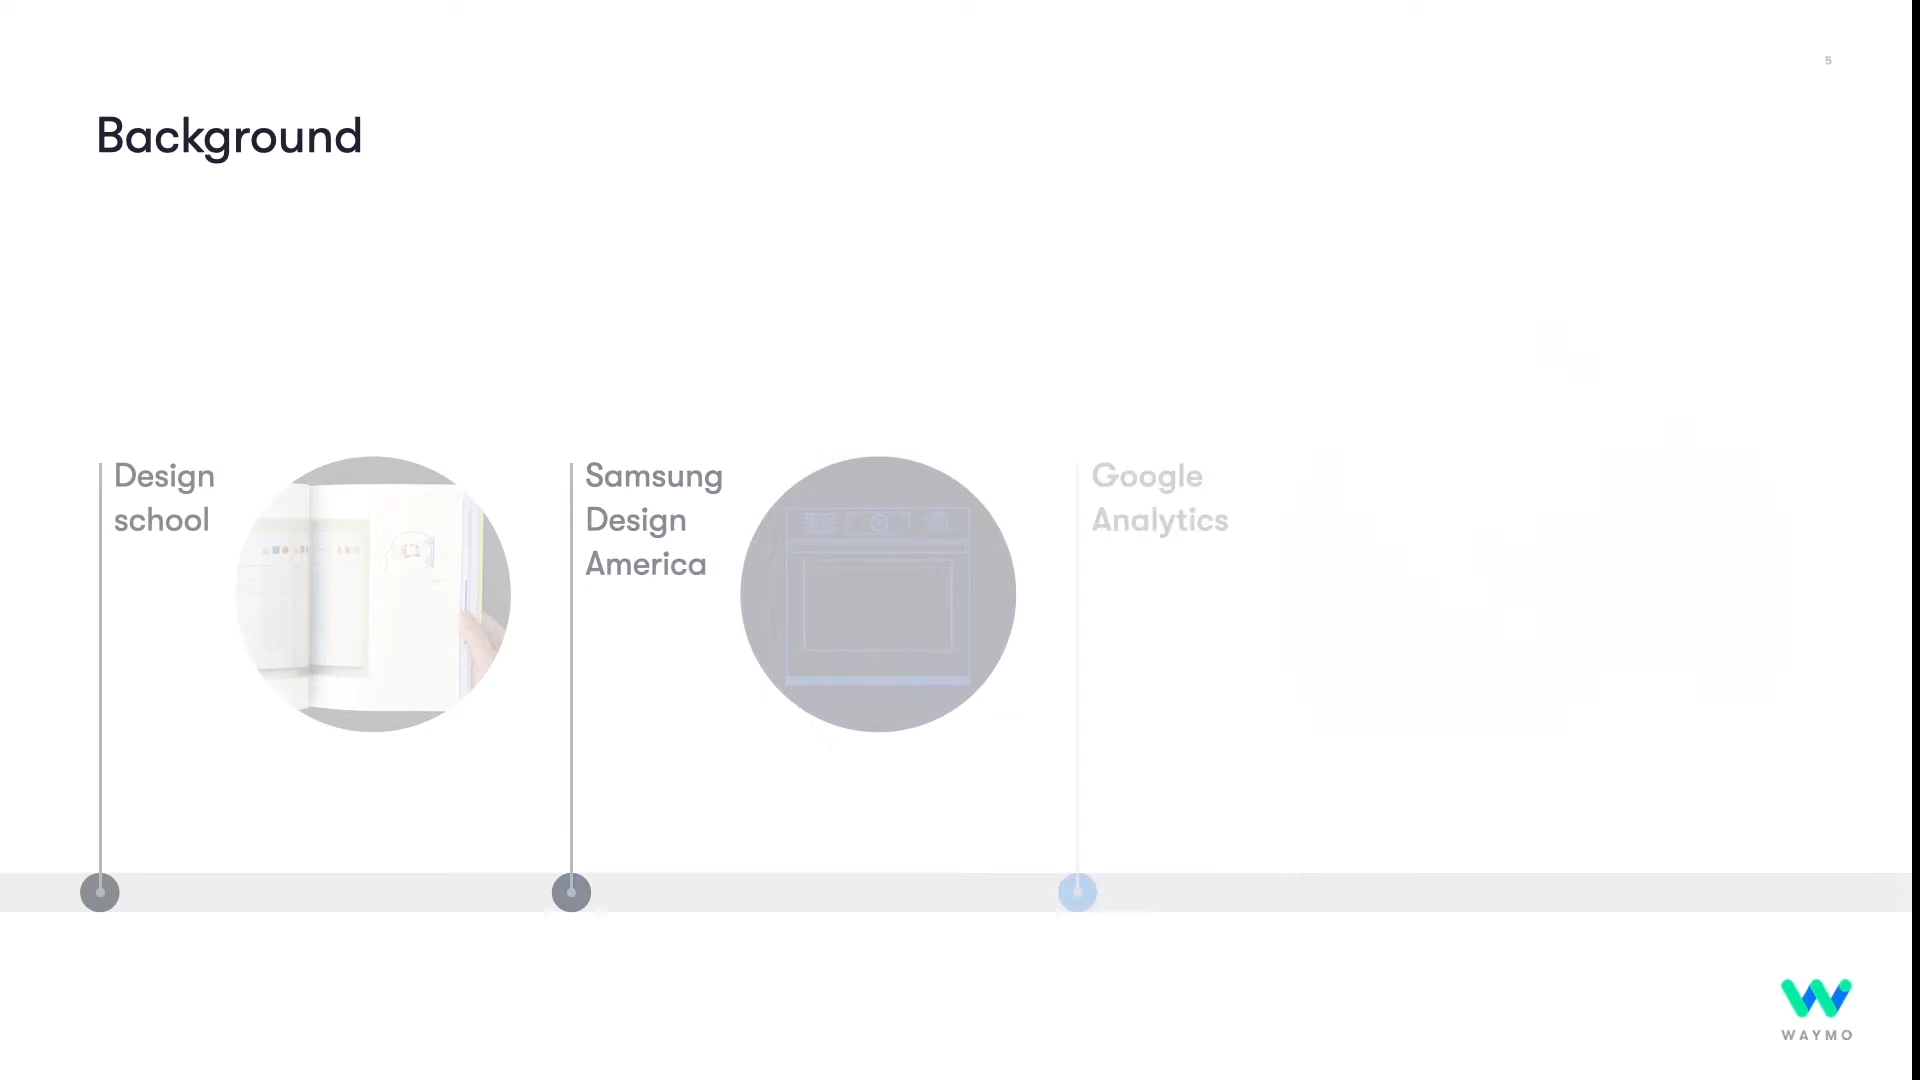 5
Background
Design
school
Samsung
Design
America
Google
Analytics
WAYMO